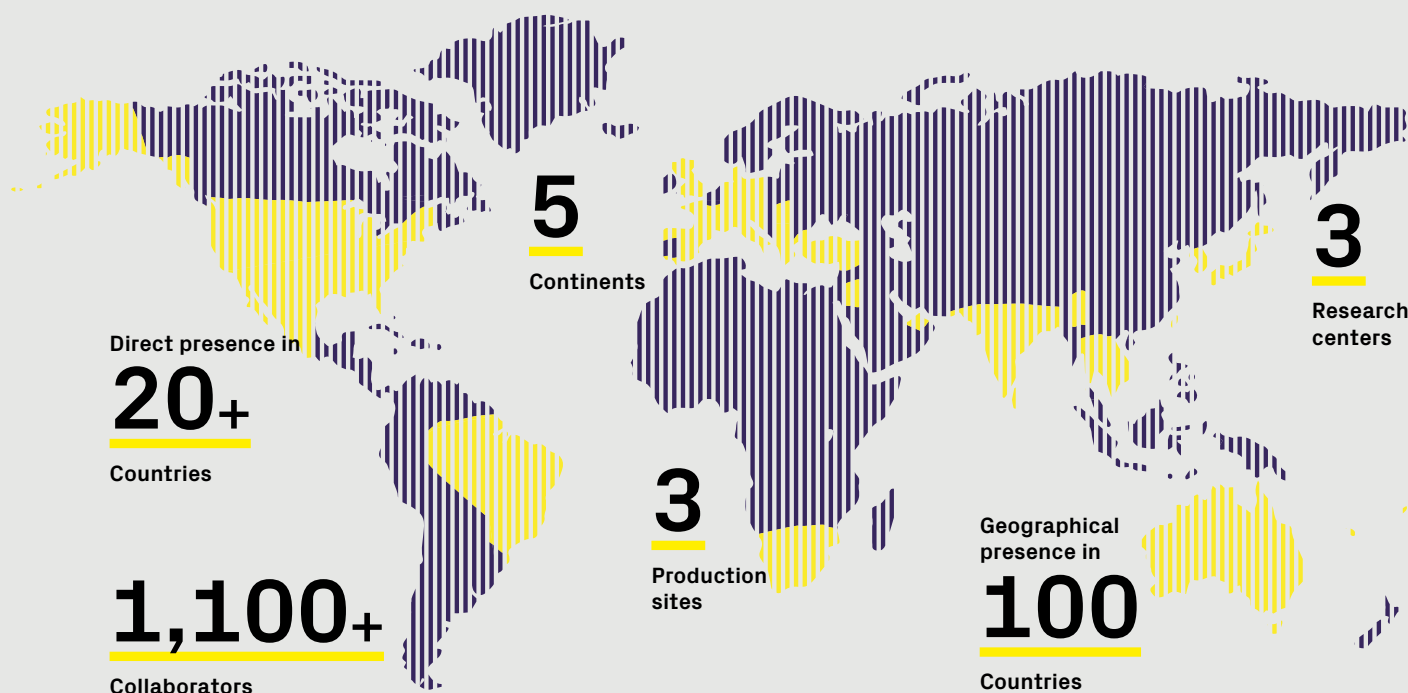 5
Continents
3
Research
centers
Direct presence in
20+
Countries
3
Production
sites
Geographical
presence in
100
Countries
1,100+
Collaborators